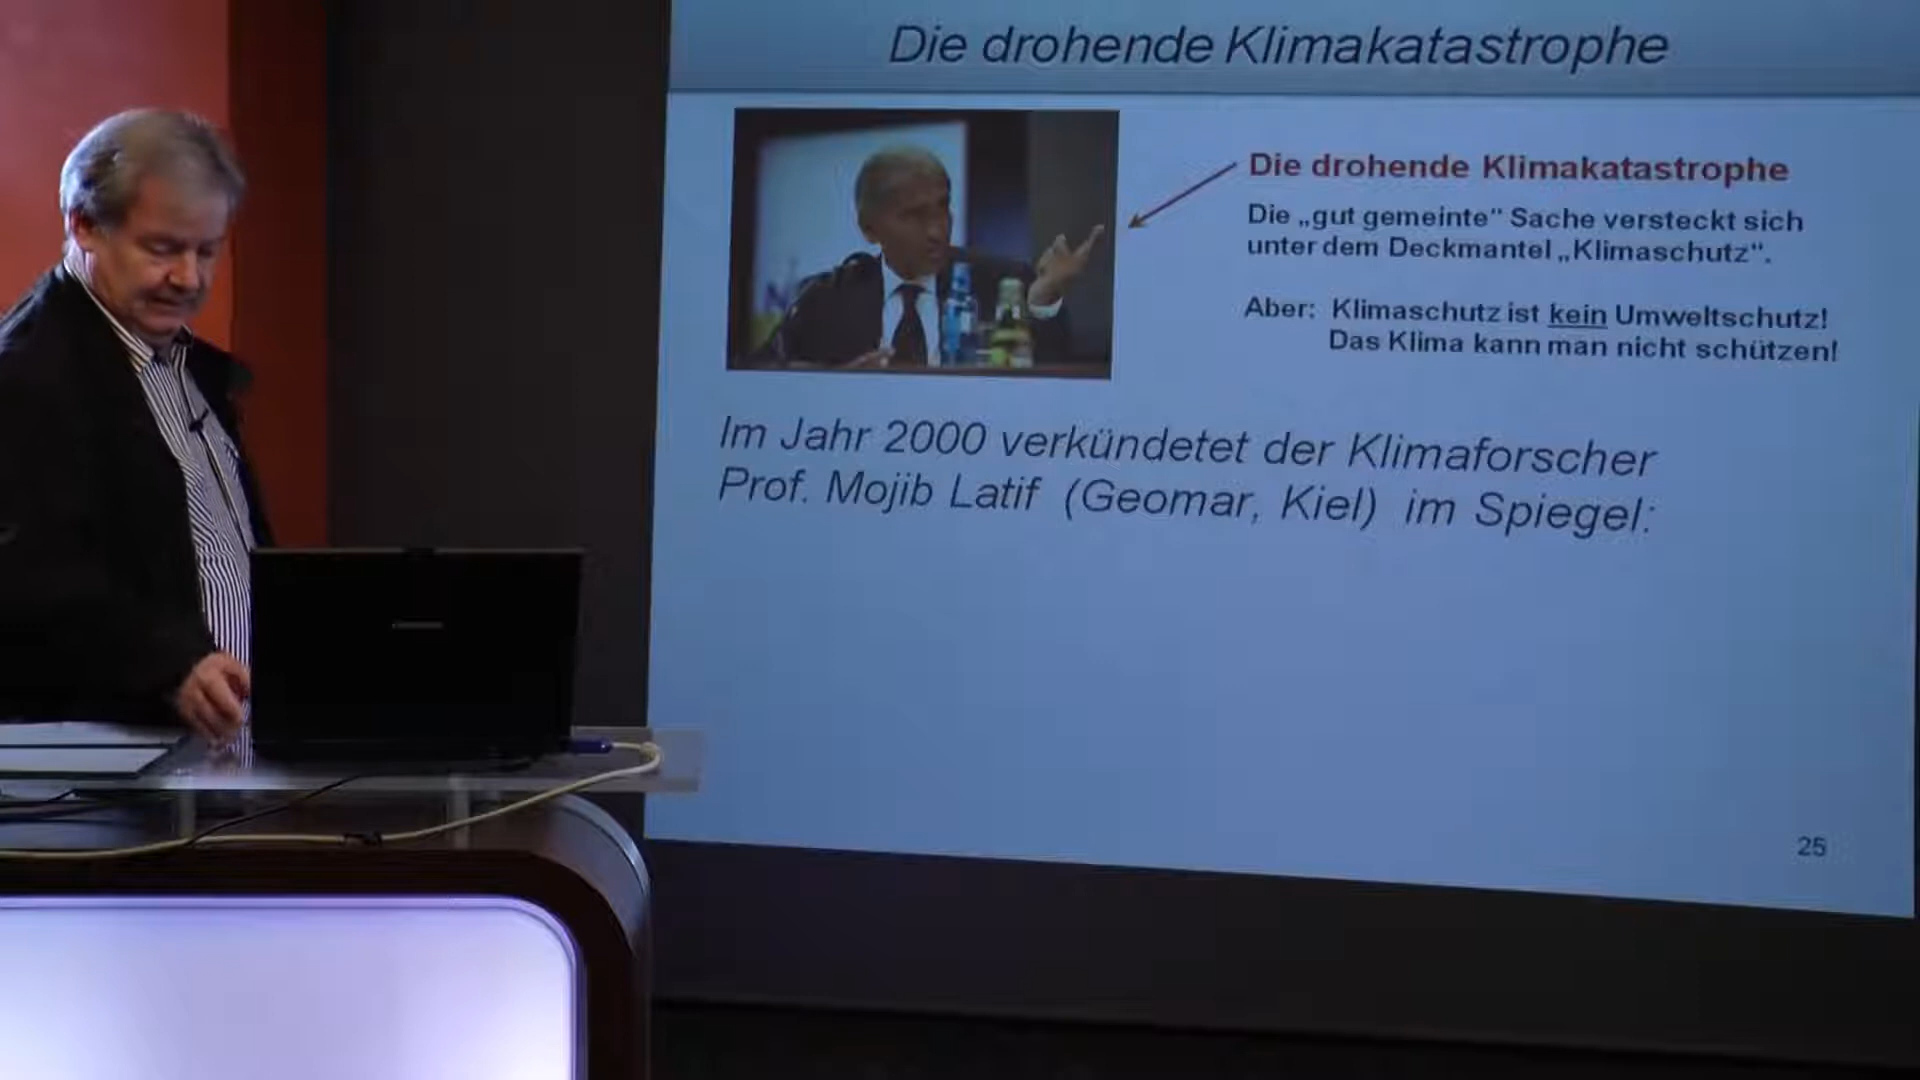 Die drohende Klimakatastrophe
Die drohende Klimakatastrophe
Die „gut gemeinte“ Sache versteckt sich
unter dem Deckmantel „Klimaschutz“.
Aber: Klimaschutz ist kein Umweltschutz!
Das Klima kann man nicht schützen!
Im Jahr 2000 verkündetet der Klimaforscher
Prof. Mojib Latif (Geomar, Kiel) im Spiegel:
25